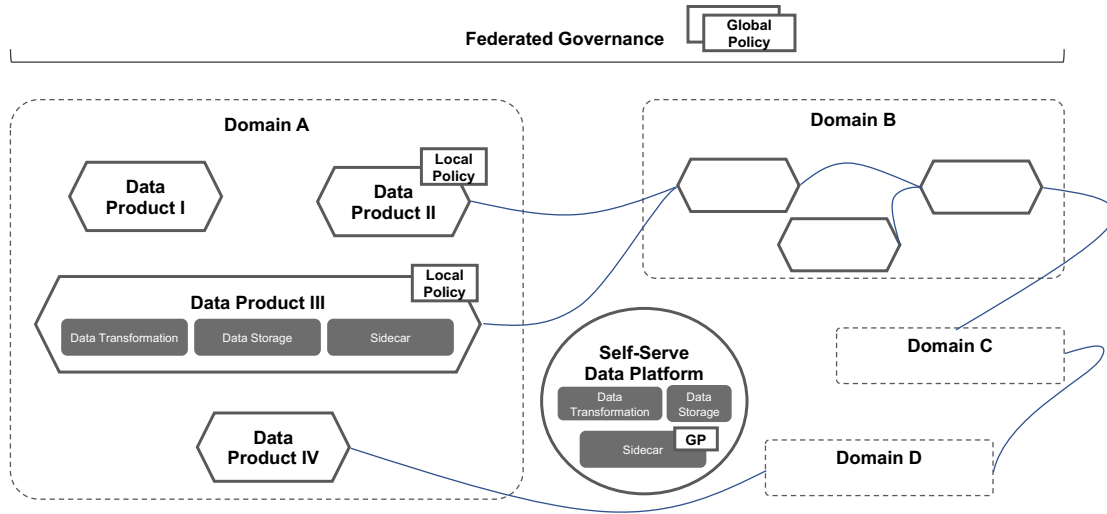 Federated Governance
Global
Policy
Domain A
Data
Product I
Local
Policy
Data
Product II
Local
Policy
Data Product III
Data Transformation
Data Storage
Sidecar
Data
Product IV
Domain B
Self-Serve
Data Platform
Data
Transformation
Data
Storage
GP
Sidecar
Domain C
Domain D